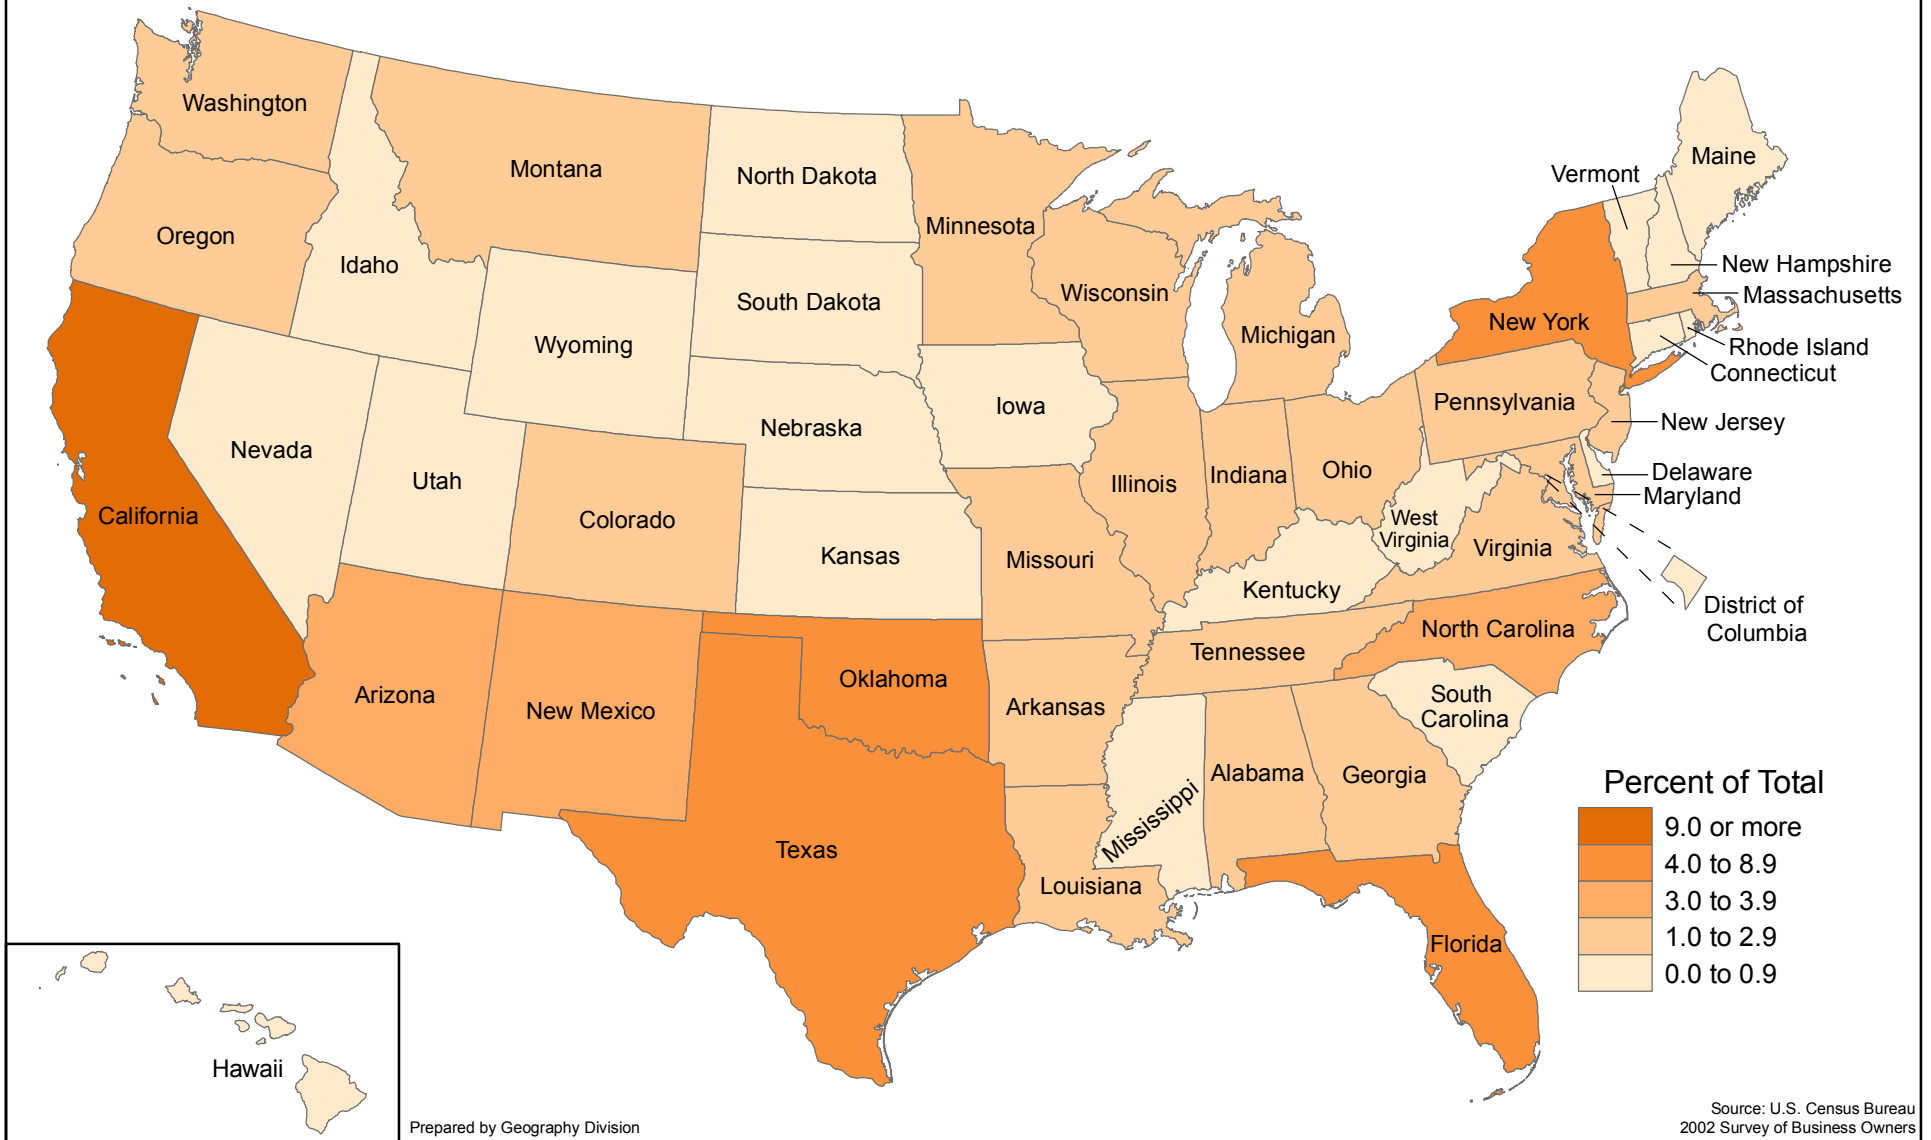 Washington
Montana
North Dakota
Minnesota
Maine
Vermont
Oregon
Idaho
Wisconsin
New Hampshire
Massachusetts
South Dakota
Wyoming
Michigan
New York
Rhode Island
Connecticut
Iowa
Pennsylvania
New Jersey
Nebraska
Nevada
Utah
Illinois
Indiana
Ohio
Delaware
Maryland
California
Colorado
Kansas
Missouri
West
Virginia
Virginia
Kentucky
District of
Columbia
North Carolina
Tennessee
Arizona
New Mexico
Oklahoma
Arkansas
South
Carolina
Mississippi
Alabama
Georgia
Texas
Louisiana
Florida
Hawaii
Percent of Total
9.0 or more
4.0 to 8.9
3.0 to 3.9
1.0 to 2.9
0.0 to 0.9
Prepared by Geography Division
Source: U.S. Census Bureau
2002 Survey of Business Owners